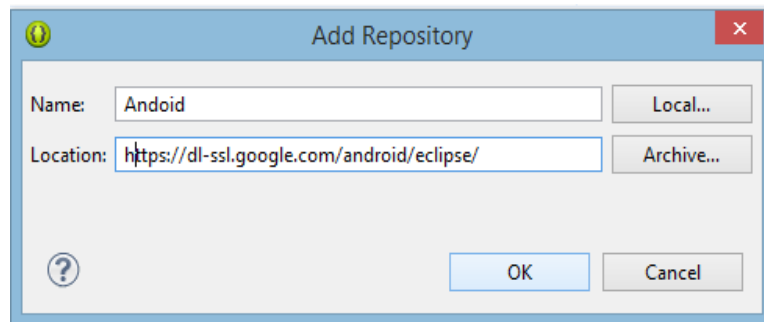 Add Repository
Name: Andoid Local...
Location: https://dl-ssl.google.com/android/eclipse/ Archive...
OK Cancel